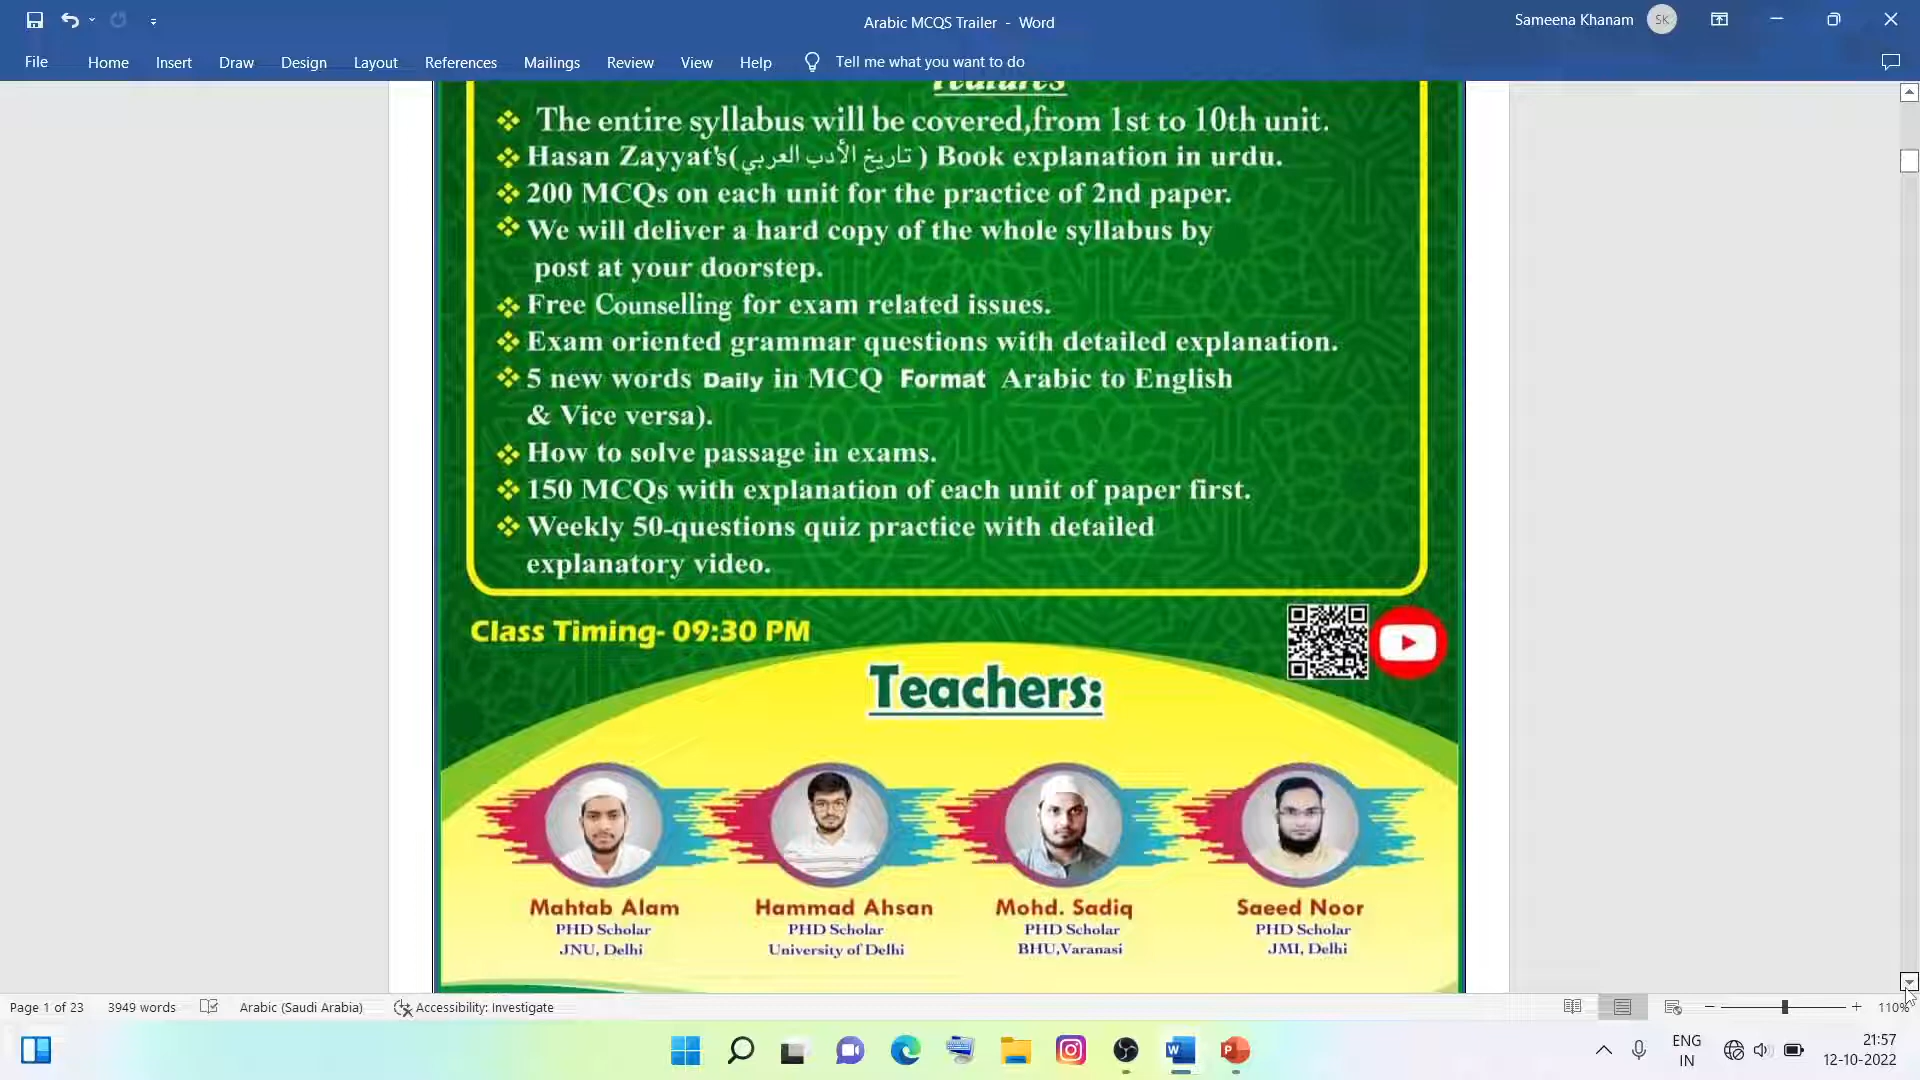 Arabic MCQS Trailer - Word
Sameena Khanam SK
File Home Insert Draw Design Layout References Mailings Review View Help Tell me what you want to do
Features
The entire syllabus will be covered,from 1st to 10th unit.
Hasan Zayyat's(تاريخ الأدب العربي) Book explanation in urdu.
200 MCQs on each unit for the practice of 2nd paper.
We will deliver a hard copy of the whole syllabus by
post at your doorstep.
Free Counselling for exam related issues.
Exam oriented grammar questions with detailed explanation.
5 new words Daily in MCQ Format Arabic to English
& Vice versa).
How to solve passage in exams.
150 MCQs with explanation of each unit of paper first.
Weekly 50-questions quiz practice with detailed
explanatory video.
Class Timing- 09:30 PM
Teachers:
Mahtab Alam
PHD Scholar
JNU, Delhi
Hammad Ahsan
PHD Scholar
University of Delhi
Mohd. Sadiq
PHD Scholar
BHU,Varanasi
Saeed Noor
PHD Scholar
JMI, Delhi
Page 1 of 23 3949 words Arabic (Saudi Arabia) Accessibility: Investigate 110%
ENG
IN
21:57
12-10-2022